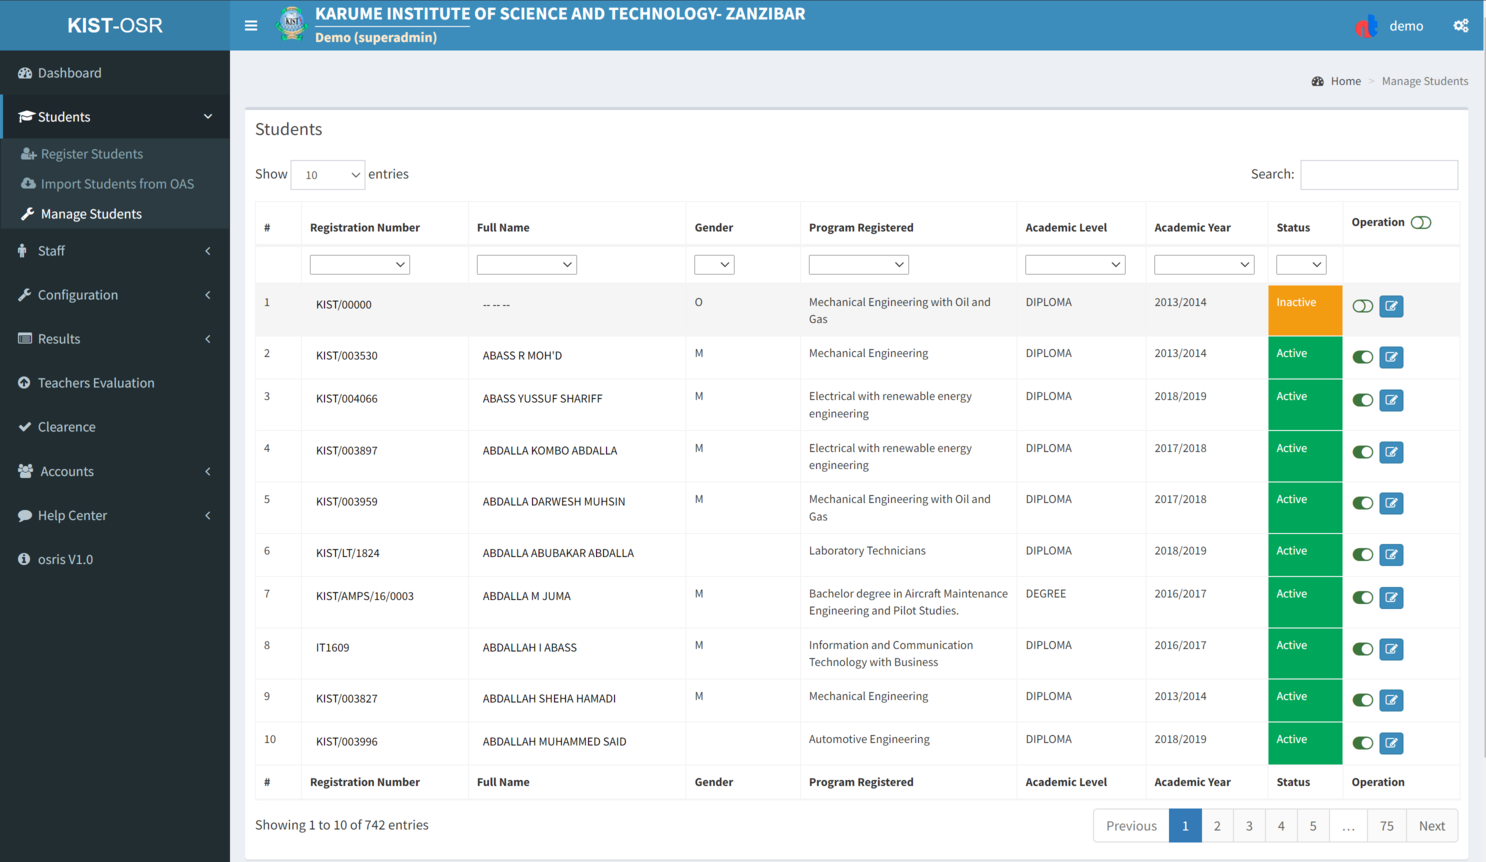 KIST-OSR
KARUME INSTITUTE OF SCIENCE AND TECHNOLOGY- ZANZIBAR
Demo (superadmin)
demo
Dashboard
Students
Register Students
Import Students from OAS
Manage Students
Staff
Configuration
Results
Teachers Evaluation
Clearence
Accounts
Help Center
osris V1.0
Home > Manage Students
Students
Show 10 entries
Search:
# Registration Number Full Name Gender Program Registered Academic Level Academic Year Status Operation
1 KIST/00000 -- -- -- O Mechanical Engineering with Oil and DIPLOMA 2013/2014 Inactive
Gas
2 KIST/003530 ABASS R MOH'D M Mechanical Engineering DIPLOMA 2013/2014 Active
3 KIST/004066 ABASS YUSSUF SHARIFF M Electrical with renewable energy DIPLOMA 2018/2019 Active
engineering
4 KIST/003897 ABDALLA KOMBO ABDALLA M Electrical with renewable energy DIPLOMA 2017/2018 Active
engineering
5 KIST/003959 ABDALLA DARWESH MUHSIN M Mechanical Engineering with Oil and DIPLOMA 2017/2018 Active
Gas
6 KIST/LT/1824 ABDALLA ABUBAKAR ABDALLA Laboratory Technicians DIPLOMA 2018/2019 Active
7 KIST/AMPS/16/0003 ABDALLA M JUMA M Bachelor degree in Aircraft Maintenance DEGREE 2016/2017 Active
Engineering and Pilot Studies.
8 IT1609 ABDALLAH I ABASS M Information and Communication DIPLOMA 2016/2017 Active
Technology with Business
9 KIST/003827 ABDALLAH SHEHA HAMADI M Mechanical Engineering DIPLOMA 2013/2014 Active
10 KIST/003996 ABDALLAH MUHAMMED SAID Automotive Engineering DIPLOMA 2018/2019 Active
# Registration Number Full Name Gender Program Registered Academic Level Academic Year Status Operation
Showing 1 to 10 of 742 entries
Previous 1 2 3 4 5 … 75 Next